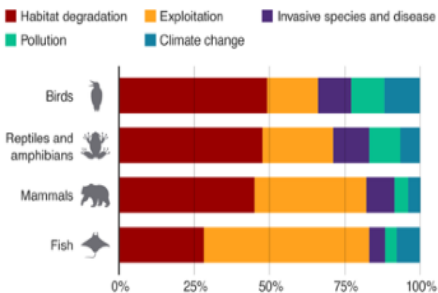 Habitat degradation Exploitation Invasive species and disease
Pollution Climate change
Birds
Reptiles and
amphibians
Mammals
Fish
0% 25% 50% 75% 100%